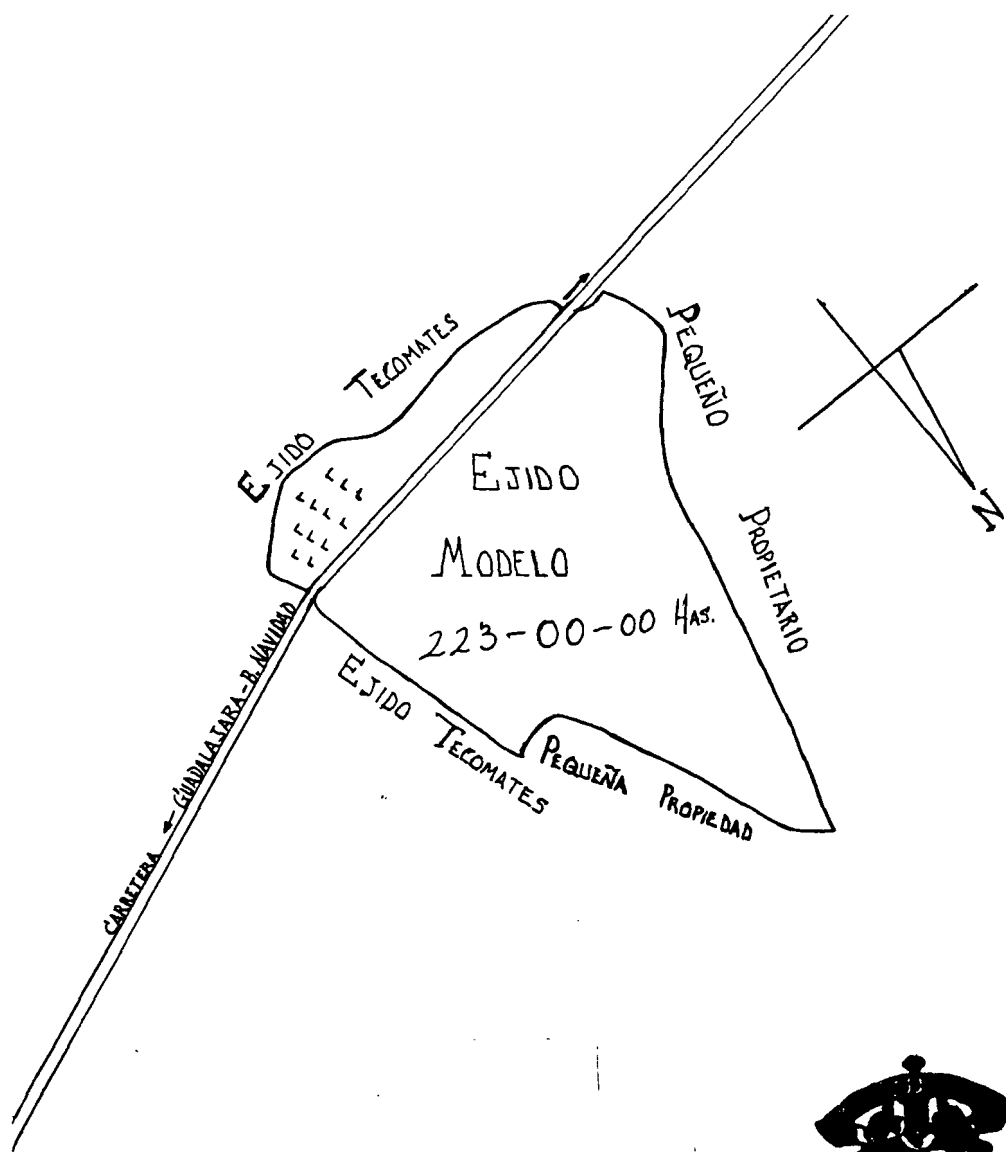 EJIDO TECOMATES
PEQUEÑO PROPIETARIO
EJIDO
MODELO
223-00-00 HAS.
N
EJIDO TECOMATES
PEQUEÑA PROPIEDAD
CARRETERA GUADALAJARA-B. NAVIDAD